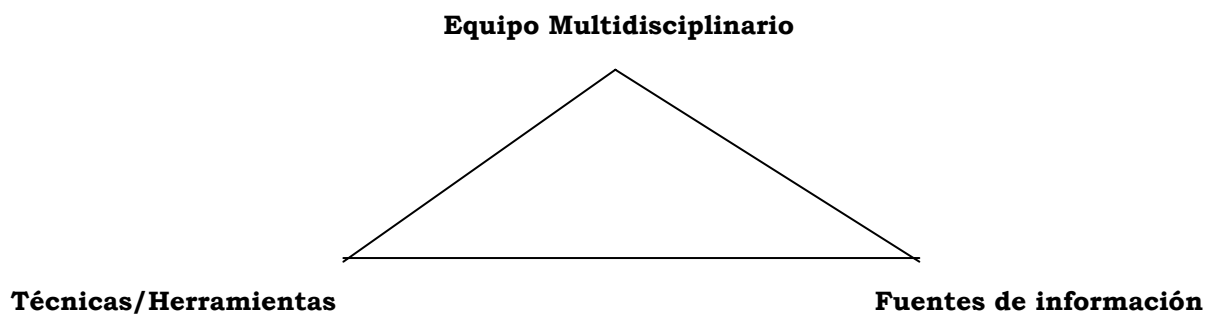 Equipo Multidisciplinario
Técnicas/Herramientas
Fuentes de información